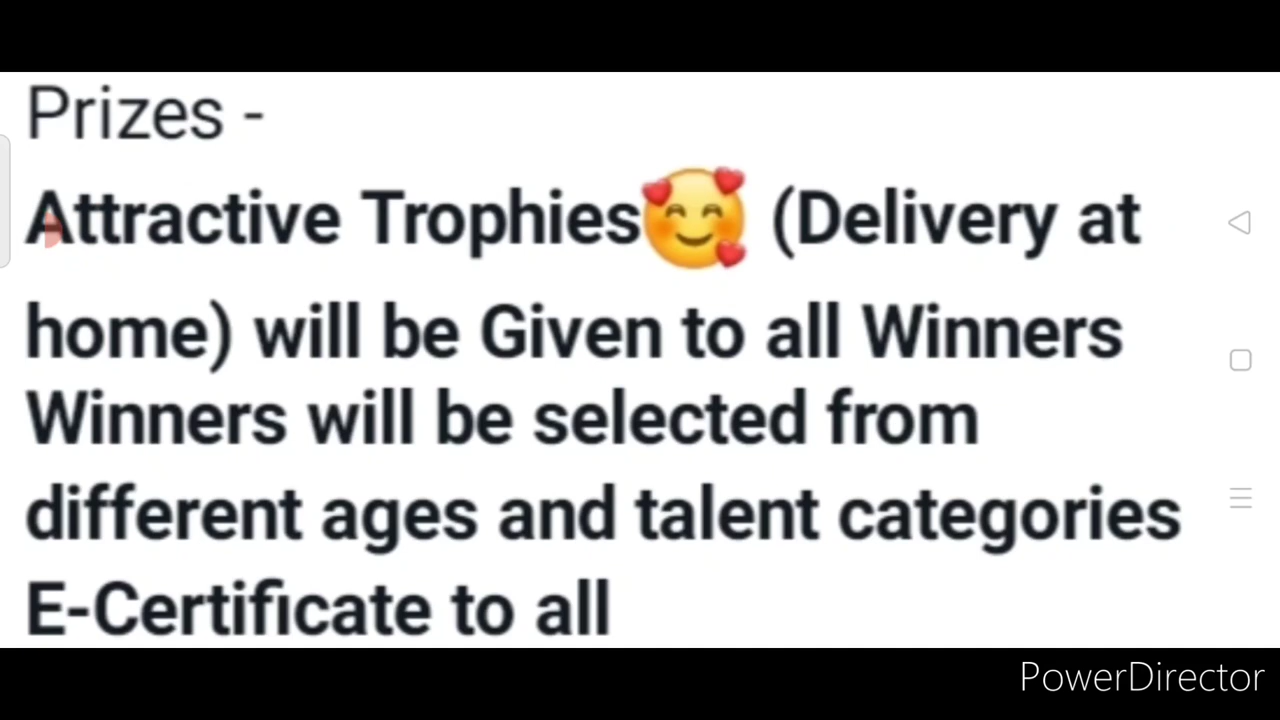 Prizes -
Attractive Trophies🥰 (Delivery at
home) will be Given to all Winners
Winners will be selected from
different ages and talent categories
E-Certificate to all
PowerDirector